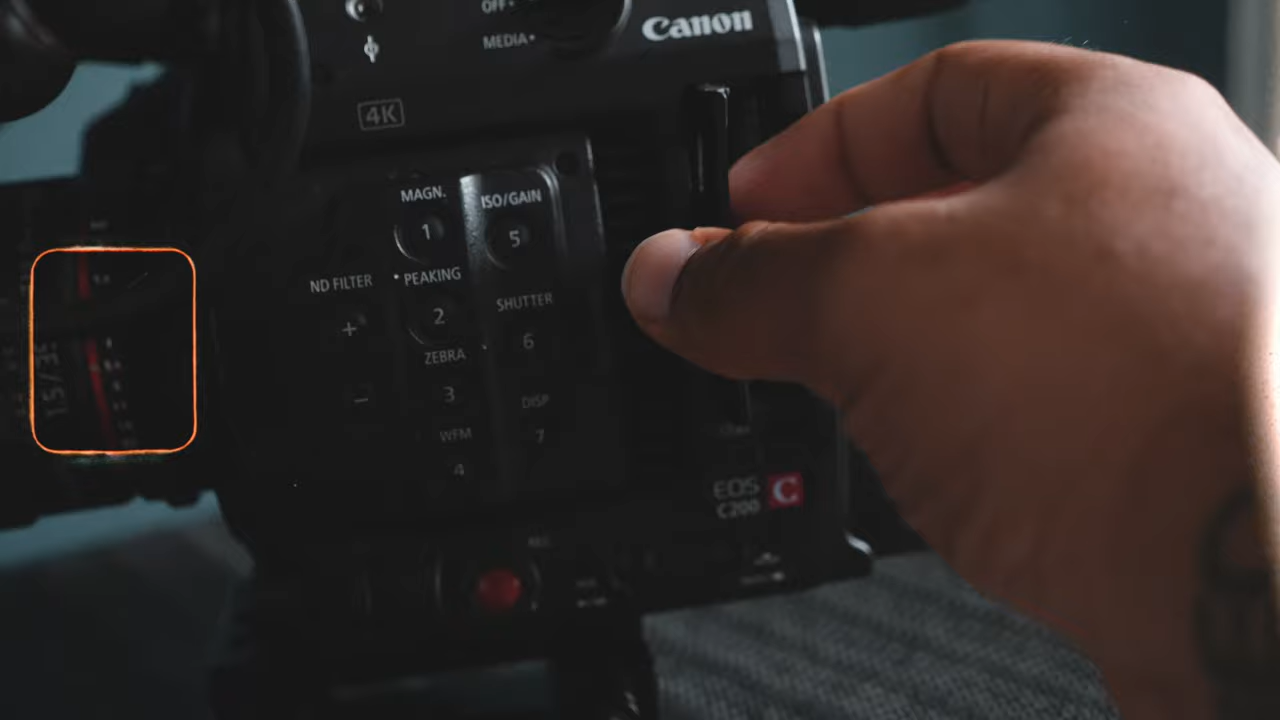 OFF•
MEDIA•
Canon
4K
MAGN.
1
ISO/GAIN
5
ND FILTER
• PEAKING
+
2
SHUTTER
6
ZEBRA
−
3
DISP
7
WFM
4
EOS C
C200